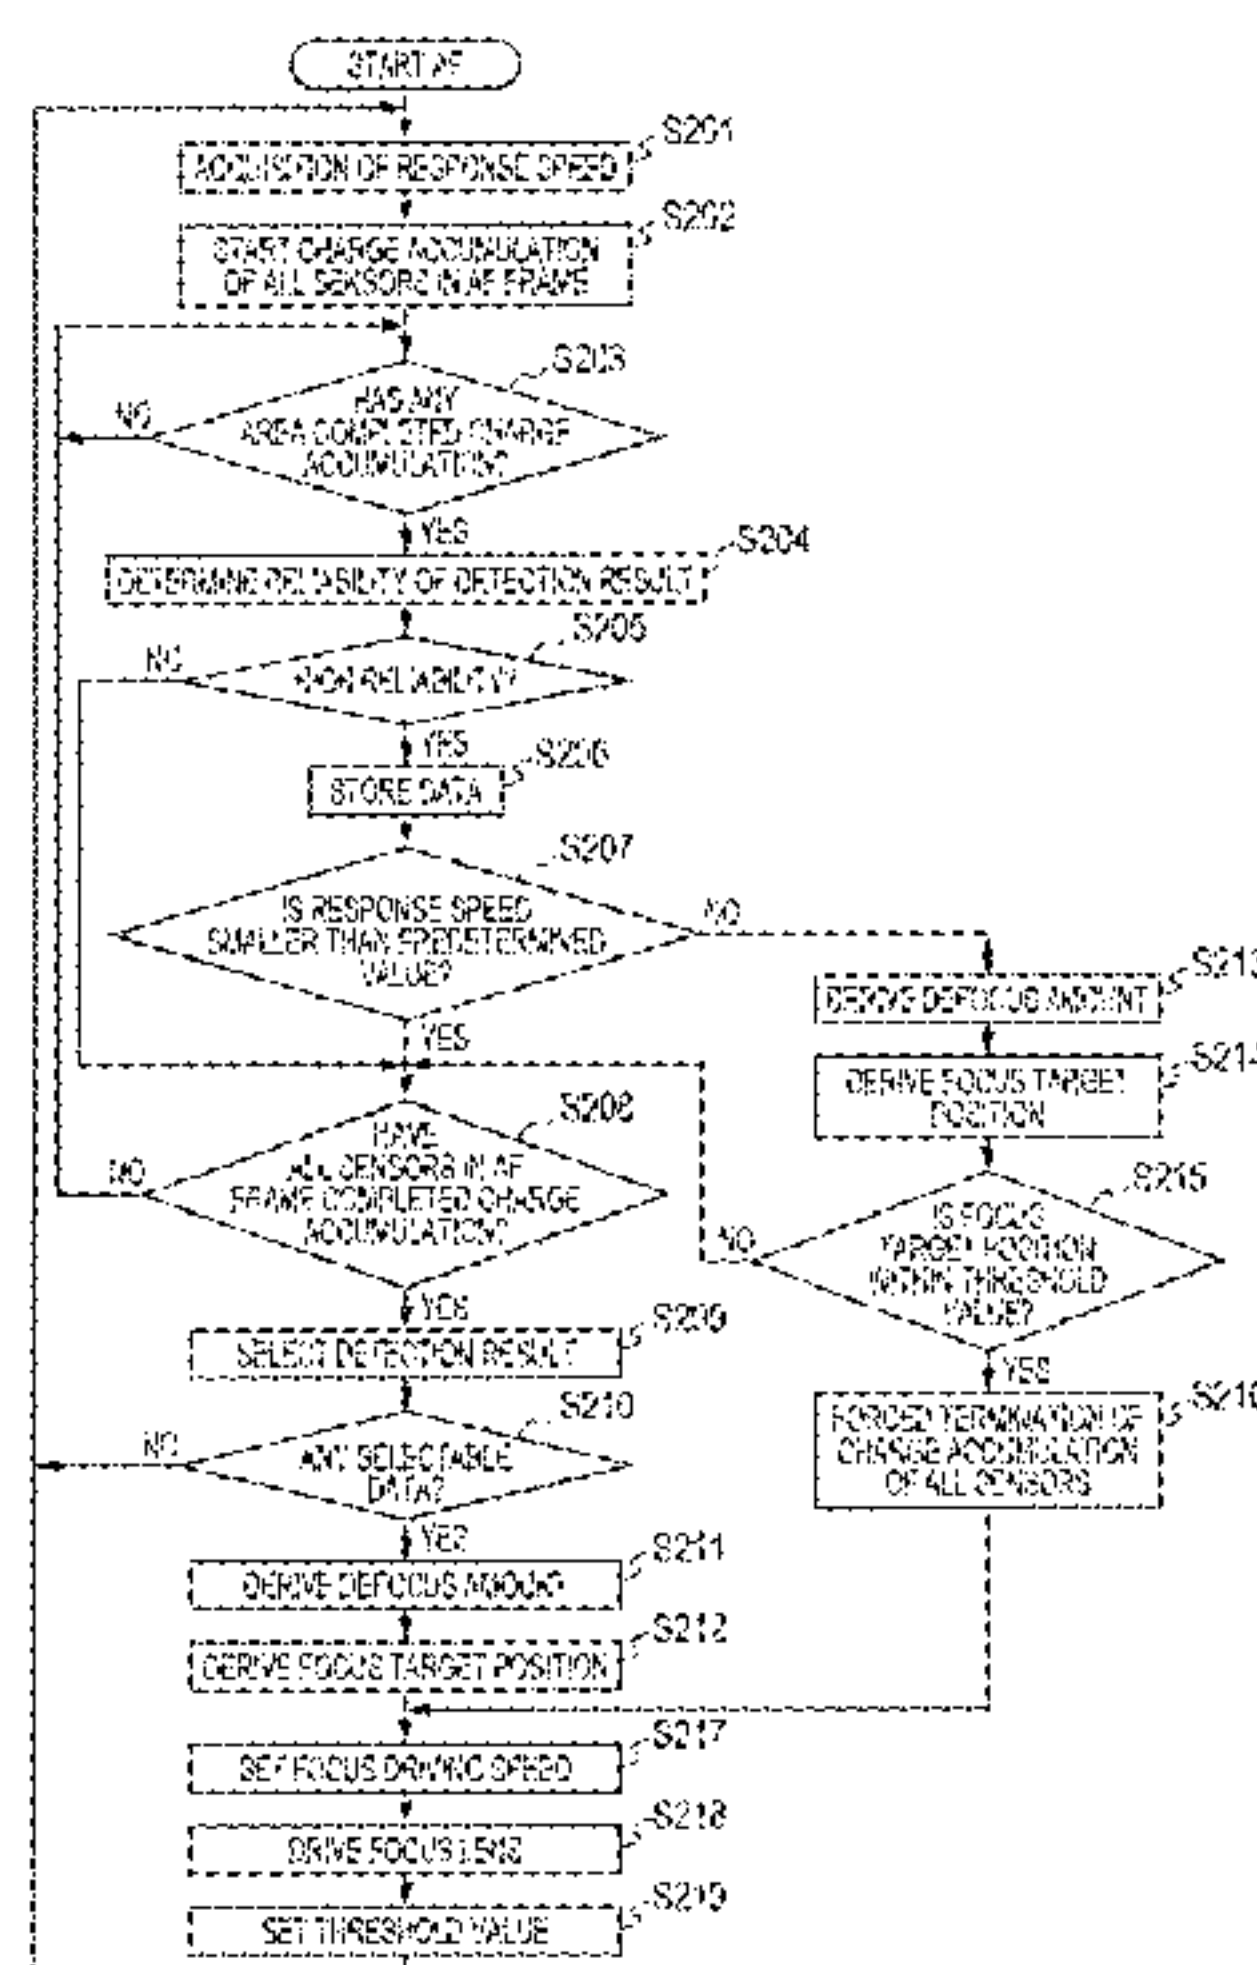 START AF
S201
ACQUISITION OF RESPONSE SPEED
S202
START CHARGE ACCUMULATION
OF ALL SENSORS IN AF FRAME
S203
HAS ANY
AREA COMPLETED CHARGE
ACCUMULATION?
NO
YES
S204
DETERMINE RELIABILITY OF DETECTION RESULT
S205
HIGH RELIABILITY?
NO
YES
S206
STORE DATA
S207
IS RESPONSE SPEED
SMALLER THAN PREDETERMINED
VALUE?
NO
YES
S213
DERIVE DEFOCUS AMOUNT
S214
DERIVE FOCUS TARGET
POSITION
S208
HAVE
ALL SENSORS IN AF
FRAME COMPLETED CHARGE
ACCUMULATION?
NO
YES
S215
IS FOCUS
TARGET POSITION
WITHIN THRESHOLD
VALUE?
NO
YES
S209
SELECT DETECTION RESULT
S216
FORCED TERMINATION OF
CHARGE ACCUMULATION
OF ALL SENSORS
S210
ANY SELECTABLE
DATA?
NO
YES
S211
DERIVE DEFOCUS AMOUNT
S212
DERIVE FOCUS TARGET POSITION
S217
SET FOCUS DRIVING SPEED
S218
DRIVE FOCUS LENS
S219
SET THRESHOLD VALUE